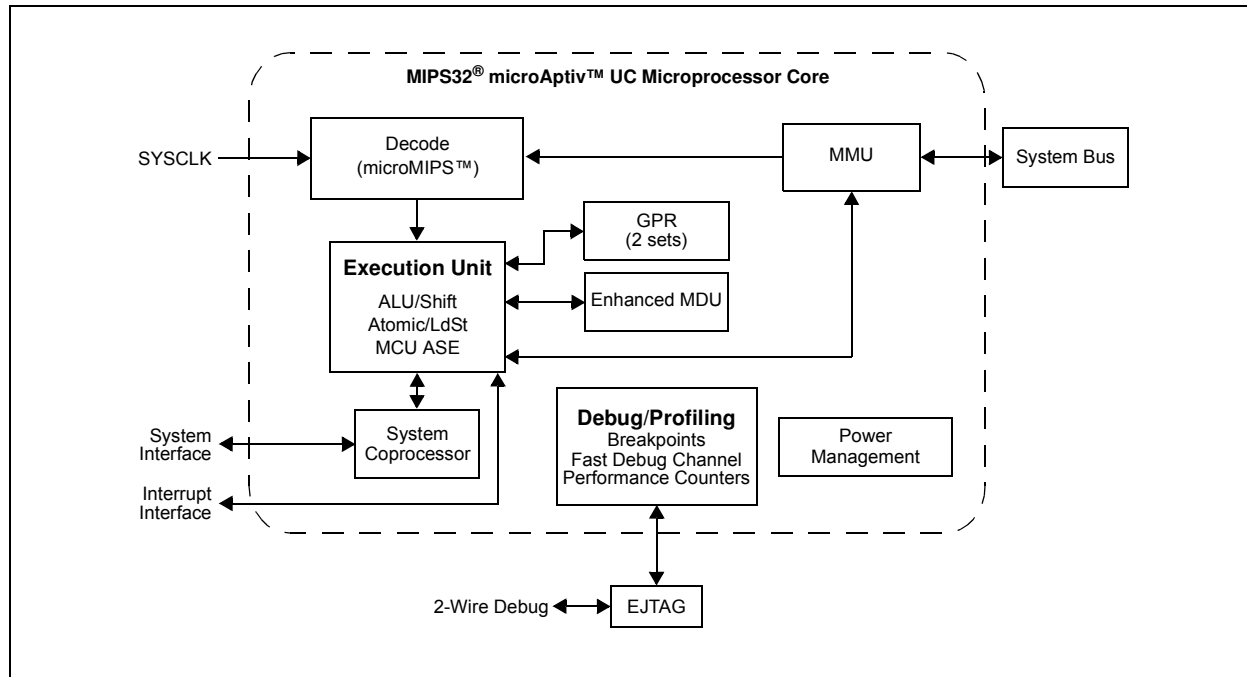 MIPS32® microAptiv™ UC Microprocessor Core
SYSCLK
Decode
(microMIPS™)
MMU
System Bus
GPR
(2 sets)
Execution Unit
ALU/Shift
Atomic/LdSt
MCU ASE
Enhanced MDU
System
Interface
System
Coprocessor
Interrupt
Interface
Debug/Profiling
Breakpoints
Fast Debug Channel
Performance Counters
Power
Management
2-Wire Debug
EJTAG